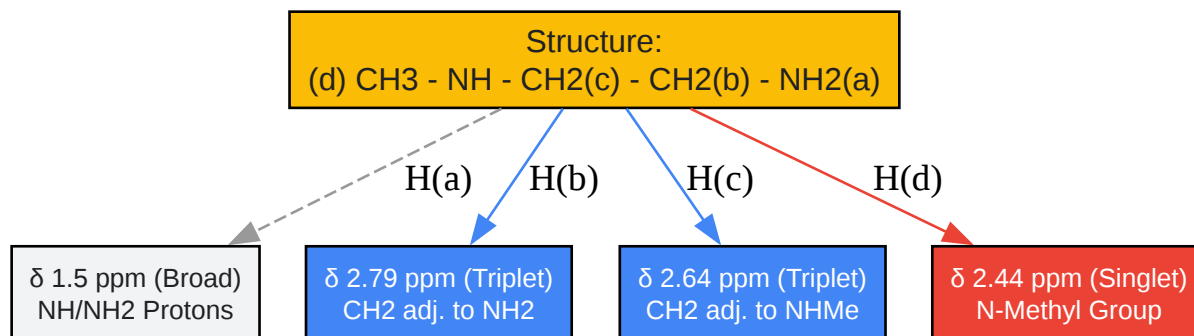 Structure:
(d) CH3 - NH - CH2(c) - CH2(b) - NH2(a)
H(a)
H(b)
H(c)
H(d)
δ 1.5 ppm (Broad)
NH/NH2 Protons
δ 2.79 ppm (Triplet)
CH2 adj. to NH2
δ 2.64 ppm (Triplet)
CH2 adj. to NHMe
δ 2.44 ppm (Singlet)
N-Methyl Group